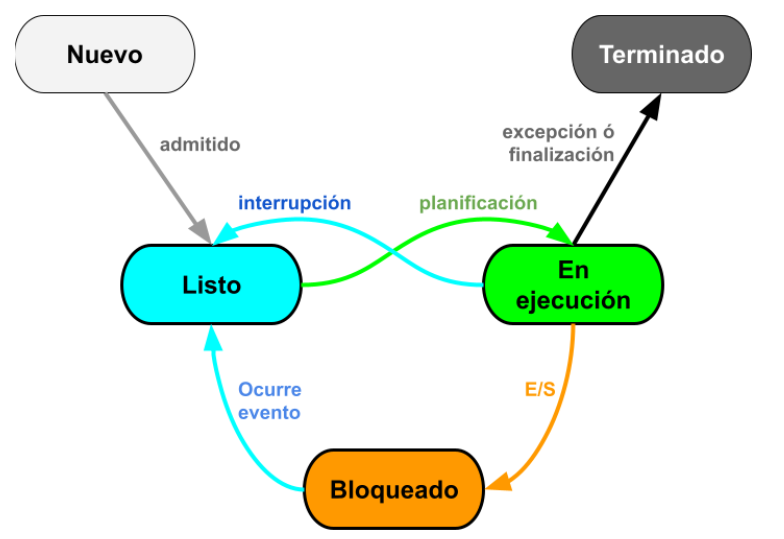 Nuevo
Terminado
admitido
excepción ó
finalización
interrupción
planificación
Listo
En
ejecución
Ocurre
evento
E/S
Bloqueado